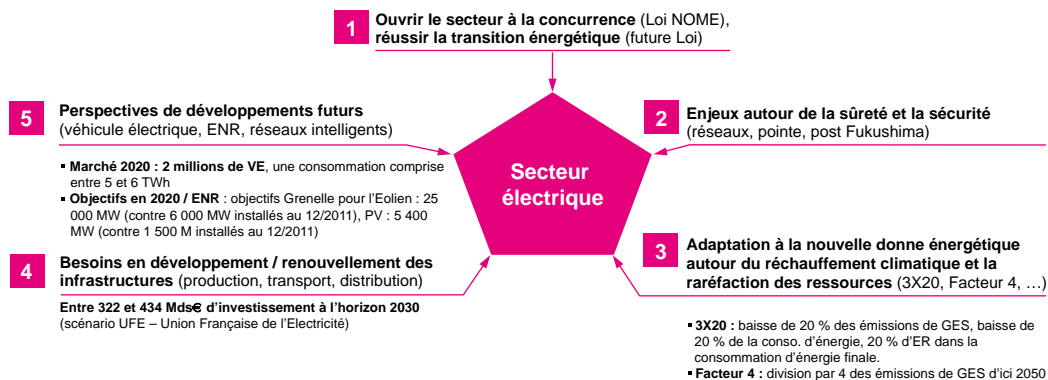 1
Ouvrir le secteur à la concurrence (Loi NOME),
réussir la transition énergétique (future Loi)
5
Perspectives de développements futurs
(véhicule électrique, ENR, réseaux intelligents)
▪ Marché 2020 : 2 millions de VE, une consommation comprise
entre 5 et 6 TWh
▪ Objectifs en 2020 / ENR : objectifs Grenelle pour l'Eolien : 25
000 MW (contre 6 000 MW installés au 12/2011), PV : 5 400
MW (contre 1 500 M installés au 12/2011)
2
Enjeux autour de la sûreté et la sécurité
(réseaux, pointe, post Fukushima)
Secteur
électrique
4
Besoins en développement / renouvellement des
infrastructures (production, transport, distribution)
Entre 322 et 434 Mds€ d'investissement à l'horizon 2030
(scénario UFE – Union Française de l'Electricité)
3
Adaptation à la nouvelle donne énergétique
autour du réchauffement climatique et la
raréfaction des ressources (3X20, Facteur 4, …)
▪ 3X20 : baisse de 20 % des émissions de GES, baisse de
20 % de la conso. d'énergie, 20 % d'ER dans la
consommation d'énergie finale.
▪ Facteur 4 : division par 4 des émissions de GES d'ici 2050